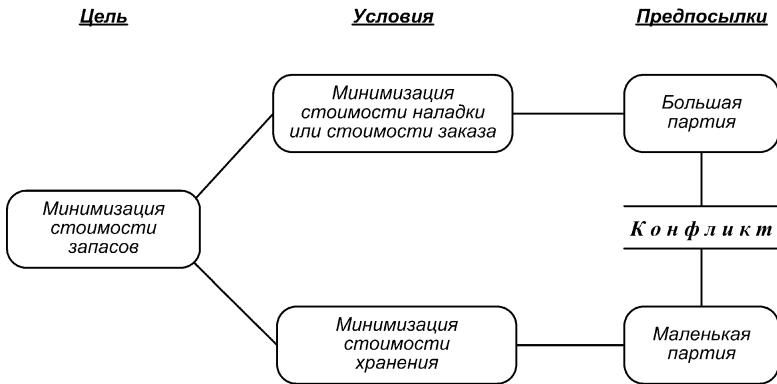 Цель Условия Предпосылки
Минимизация
стоимости наладки
или стоимости заказа
Большая
партия
Минимизация
стоимости
запасов
Конфликт
Минимизация
стоимости
хранения
Маленькая
партия